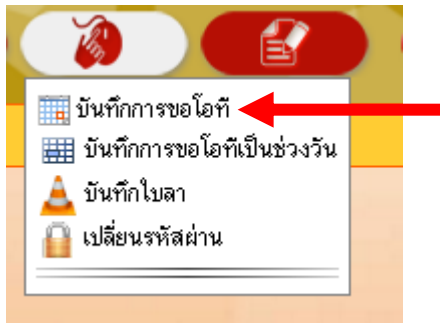 บันทึกการขอโอที
บันทึกการขอโอทีเป็นช่วงวัน
บันทึกใบลา
เปลี่ยนรหัสผ่าน